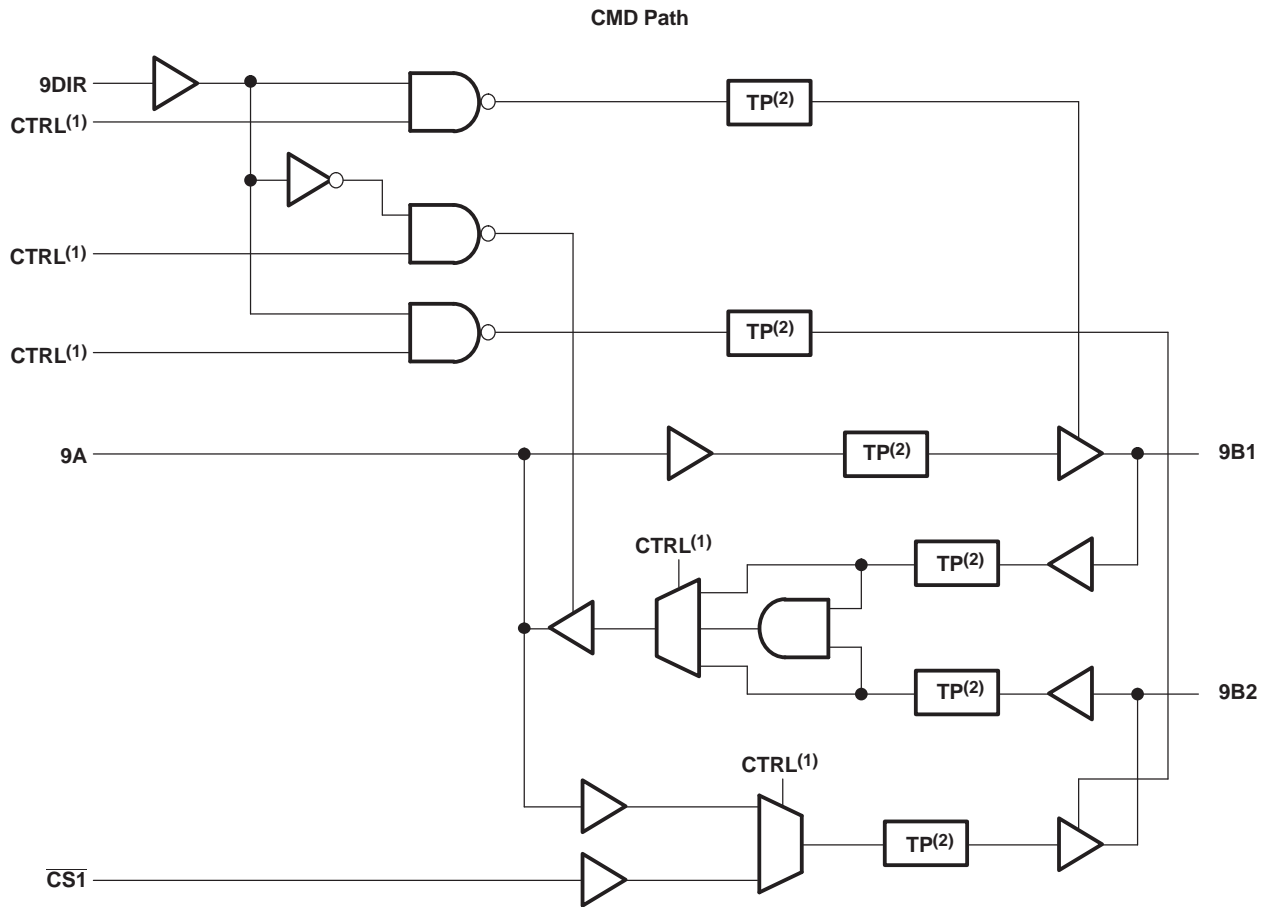 CMD Path
9DIR
CTRL(1)
TP(2)
CTRL(1)
CTRL(1)
TP(2)
9A
TP(2)
9B1
CTRL(1)
TP(2)
TP(2)
9B2
CTRL(1)
TP(2)
CS1